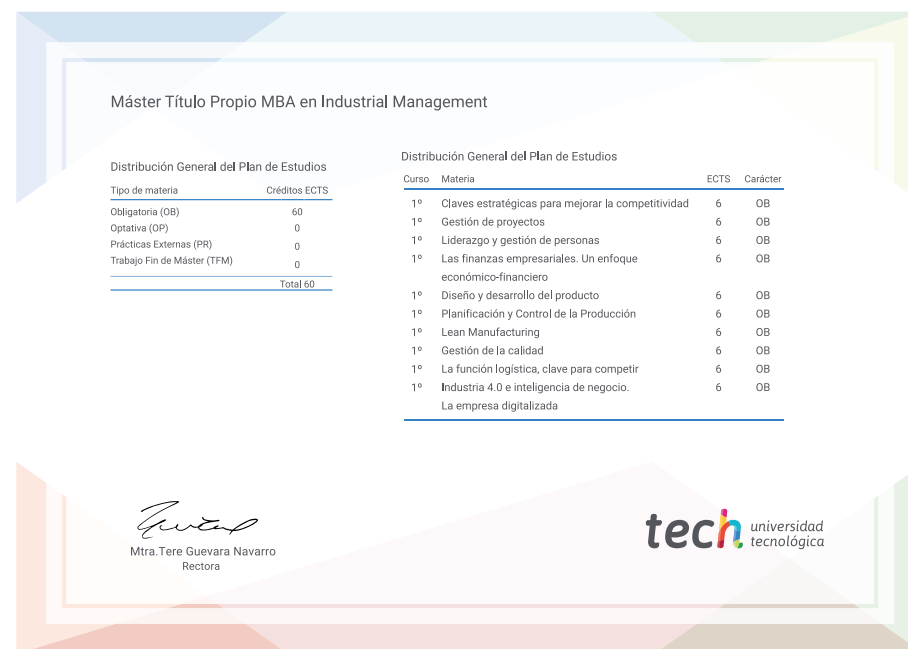 Máster Título Propio MBA en Industrial Management
Distribución General del Plan de Estudios
Tipo de materia Créditos ECTS
Obligatoria (OB) 60
Optativa (OP) 0
Prácticas Externas (PR) 0
Trabajo Fin de Máster (TFM) 0
Total 60
Distribución General del Plan de Estudios
Curso Materia ECTS Carácter
1º Claves estratégicas para mejorar la competitividad 6 OB
1º Gestión de proyectos 6 OB
1º Liderazgo y gestión de personas 6 OB
1º Las finanzas empresariales. Un enfoque 6 OB
económico-financiero
1º Diseño y desarrollo del producto 6 OB
1º Planificación y Control de la Producción 6 OB
1º Lean Manufacturing 6 OB
1º Gestión de la calidad 6 OB
1º La función logística, clave para competir 6 OB
1º Industria 4.0 e inteligencia de negocio. 6 OB
La empresa digitalizada
Mtra.Tere Guevara Navarro
Rectora
tech universidad
tecnológica